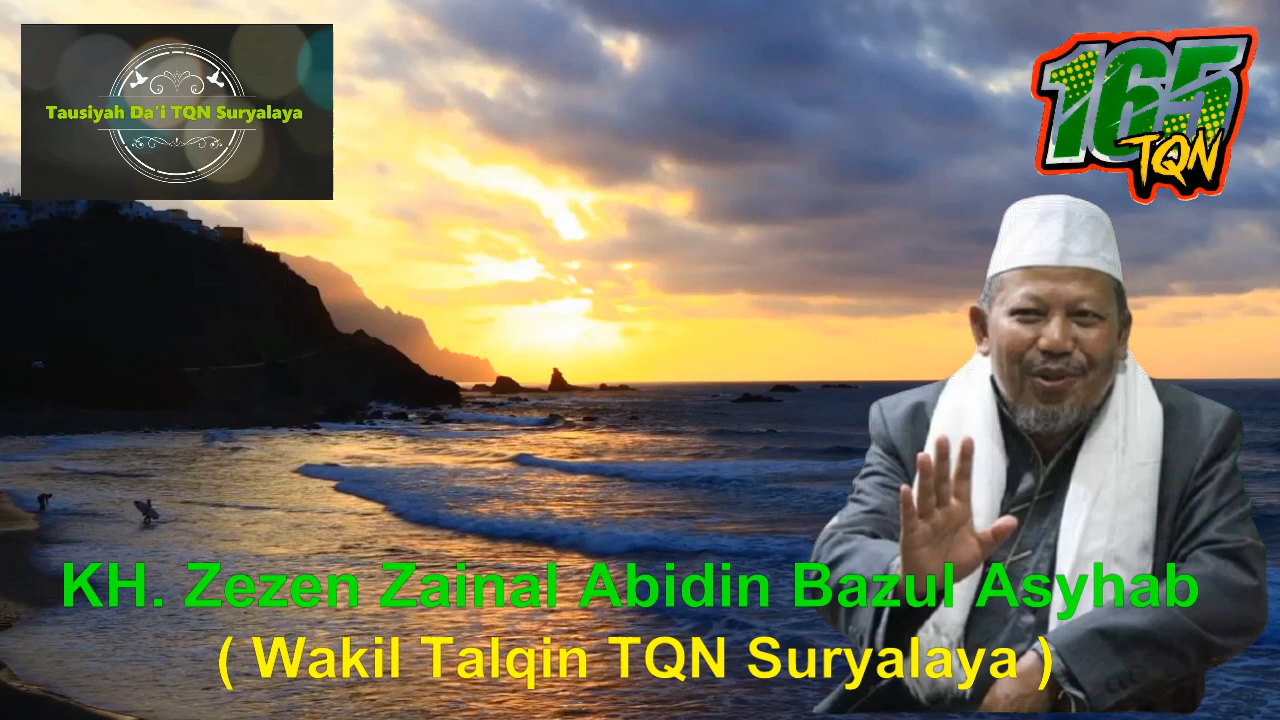 Tausiyah Da'i TQN Suryalaya
165
TQN
KH. Zezen Zainal Abidin Bazul Asyhab
( Wakil Talqin TQN Suryalaya )